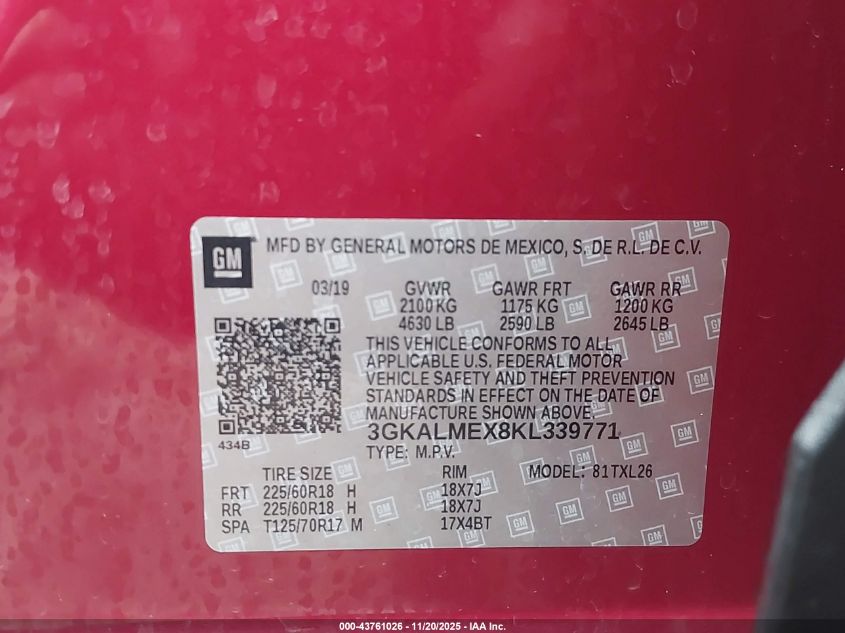 GM
MFD BY GENERAL MOTORS DE MEXICO, S. DE R.L. DE C.V.
03/19 GVWR GAWR FRT GAWR RR
2100 KG 1175 KG 1200 KG
4630 LB 2590 LB 2645 LB
THIS VEHICLE CONFORMS TO ALL
APPLICABLE U.S. FEDERAL MOTOR
VEHICLE SAFETY AND THEFT PREVENTION
STANDARDS IN EFFECT ON THE DATE OF
MANUFACTURE SHOWN ABOVE.
434B
3GKALMEX8KL339771
TYPE: M.P.V.
TIRE SIZE RIM MODEL: 81TXL26
FRT 225/60R18 H 18X7J
RR 225/60R18 H 18X7J
SPA T125/70R17 M 17X4BT
000-43761026 - 11/20/2025 - IAA Inc.